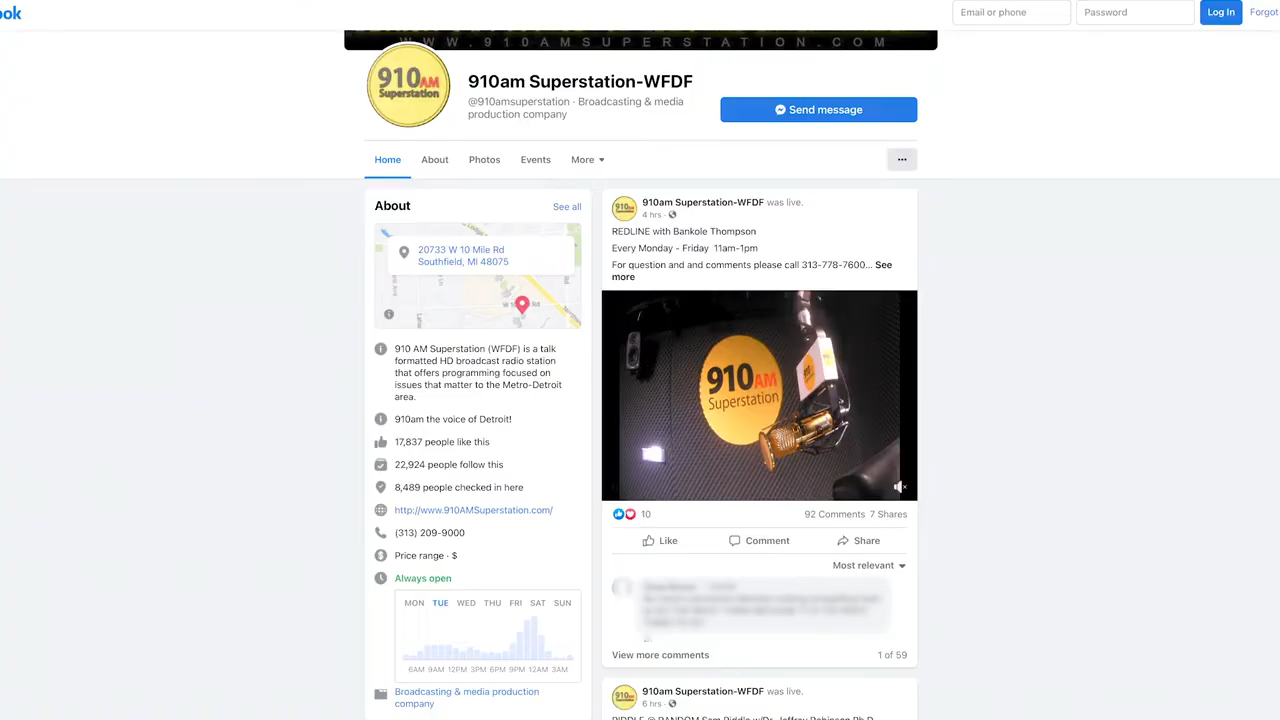 ook
Email or phone
Password
Log In
Forgot
WWW.910AMSUPERSTATION.COM
910AM
Superstation
910am Superstation-WFDF
@910amsuperstation · Broadcasting & media
production company
Send message
Home
About
Photos
Events
More
About
See all
20733 W 10 Mile Rd
Southfield, MI 48075
910 AM Superstation (WFDF) is a talk
formatted HD broadcast radio station
that offers programming focused on
issues that matter to the Metro-Detroit
area.
910am the voice of Detroit!
17,837 people like this
22,924 people follow this
8,489 people checked in here
http://www.910AMSuperstation.com/
(313) 209-9000
Price range · $
Always open
MON TUE WED THU FRI SAT SUN
6AM 9AM 12PM 3PM 6PM 9PM 12AM 3AM
Broadcasting & media production
company
910am Superstation-WFDF was live.
4 hrs ·
REDLINE with Bankole Thompson
Every Monday - Friday 11am-1pm
For question and and comments please call 313-778-7600... See
more
910AM
Superstation
10
92 Comments 7 Shares
Like
Comment
Share
Most relevant
View more comments
1 of 59
910am Superstation-WFDF was live.
6 hrs ·